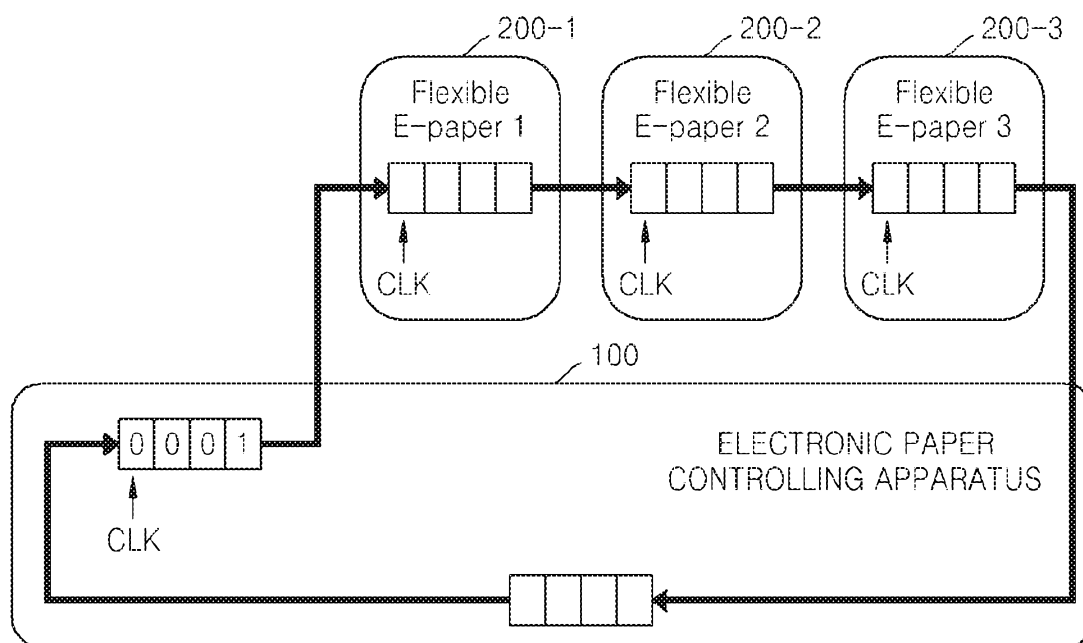 200-1
200-2
200-3
Flexible
E-paper 1
Flexible
E-paper 2
Flexible
E-paper 3
CLK
CLK
CLK
100
0 0 0 1
ELECTRONIC PAPER
CONTROLLING APPARATUS
CLK